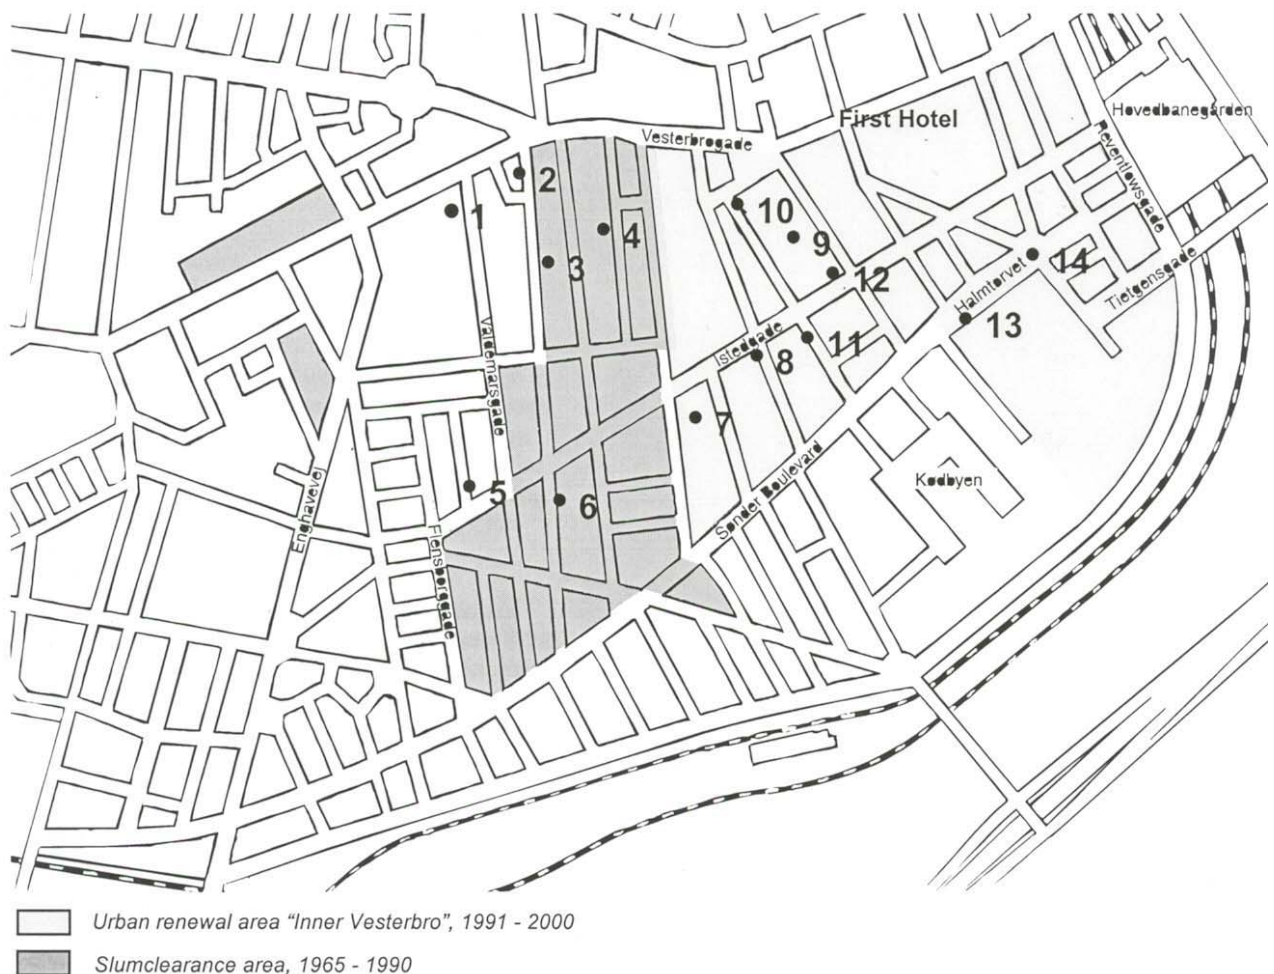 Hovedbanegården
First Hotel
Vesterbrogade
Reventlowsgade
2
1
10
4
9
3
12
14
Halmtorvet
Tietgensgade
13
Valdemarsgade
Istedgade
11
8
7
Enghavevej
5
6
Sønder Boulevard
Kødbyen
Flensborggade
Urban renewal area “Inner Vesterbro”, 1991 - 2000
Slumclearance area, 1965 - 1990